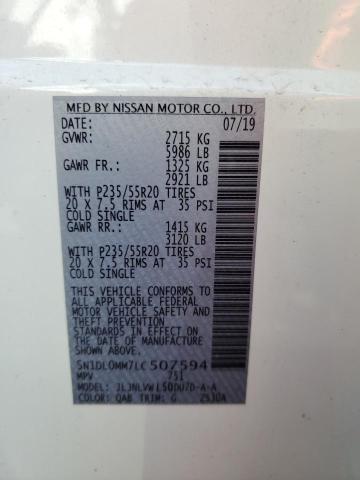 MFD BY NISSAN MOTOR CO., LTD.
DATE: 07/19
GVWR: 2715 KG
5986 LB
GAWR FR.: 1325 KG
2921 LB
WITH P235/55R20 TIRES
20 X 7.5 RIMS AT 35 PSI
COLD SINGLE
GAWR RR.: 1415 KG
3120 LB
WITH P235/55R20 TIRES
20 X 7.5 RIMS AT 35 PSI
COLD SINGLE
THIS VEHICLE CONFORMS TO
ALL APPLICABLE FEDERAL
MOTOR VEHICLE SAFETY AND
THEFT PREVENTION
STANDARDS IN EFFECT ON
THE DATE OF MANUFACTURE
SHOWN ABOVE.
5N1DL0MM7LC507594
MPV 751
MODEL:
COLOR: QAB TRIM: G 2530A